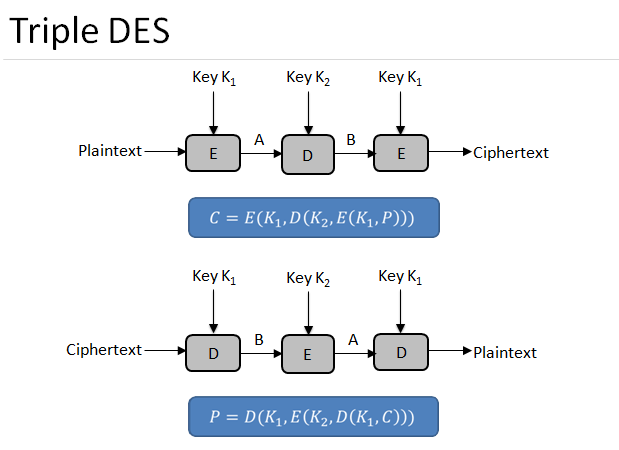 Triple DES
Key K₁ Key K₂ Key K₁
Plaintext E A D B E Ciphertext
C = E(K₁, D(K₂, E(K₁, P)))
Key K₁ Key K₂ Key K₁
Ciphertext D B E A D Plaintext
P = D(K₁, E(K₂, D(K₁, C)))